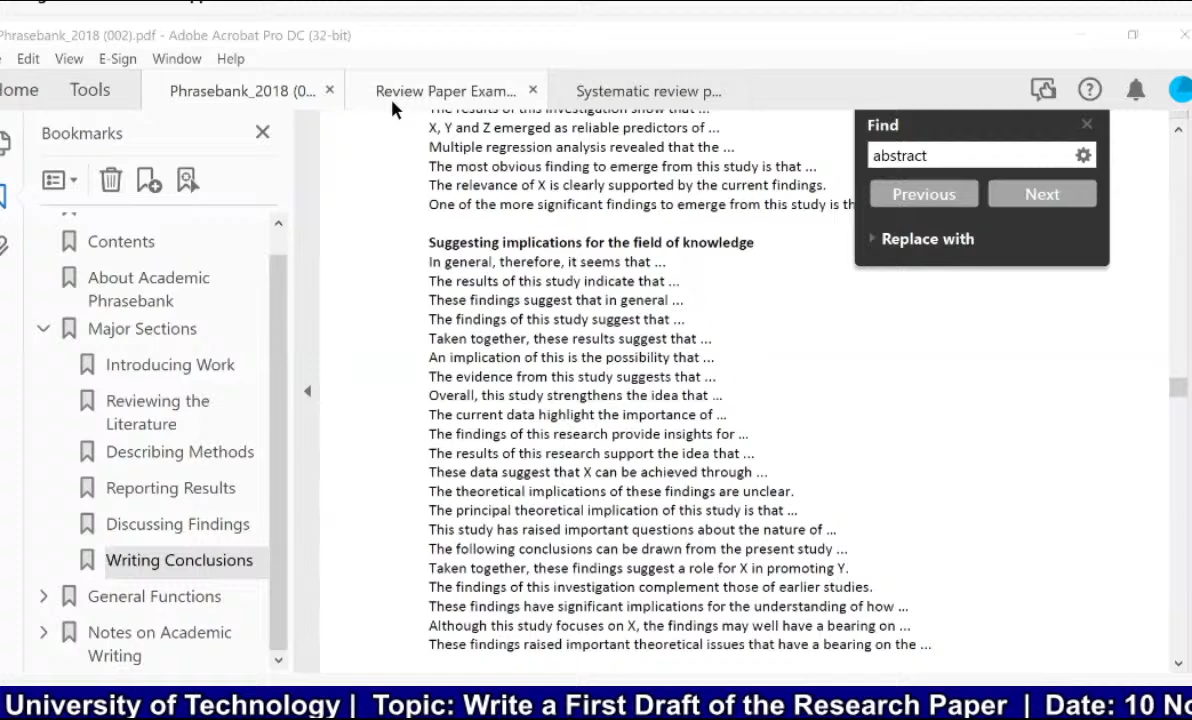 Phrasebank_2018 (002).pdf - Adobe Acrobat Pro DC (32-bit)
Edit View E-Sign Window Help
Home Tools Phrasebank_2018 (0... × Review Paper Exam... × Systematic review p...
Bookmarks
Contents
About Academic
Phrasebank
Major Sections
Introducing Work
Reviewing the
Literature
Describing Methods
Reporting Results
Discussing Findings
Writing Conclusions
General Functions
Notes on Academic
Writing
The results of this investigation show that ...
X, Y and Z emerged as reliable predictors of ...
Multiple regression analysis revealed that the ...
The most obvious finding to emerge from this study is that ...
The relevance of X is clearly supported by the current findings.
One of the more significant findings to emerge from this study is th
Suggesting implications for the field of knowledge
In general, therefore, it seems that ...
The results of this study indicate that ...
These findings suggest that in general ...
The findings of this study suggest that ...
Taken together, these results suggest that ...
An implication of this is the possibility that ...
The evidence from this study suggests that ...
Overall, this study strengthens the idea that ...
The current data highlight the importance of ...
The findings of this research provide insights for ...
The results of this research support the idea that ...
These data suggest that X can be achieved through ...
The theoretical implications of these findings are unclear.
The principal theoretical implication of this study is that ...
This study has raised important questions about the nature of ...
The following conclusions can be drawn from the present study ...
Taken together, these findings suggest a role for X in promoting Y.
The findings of this investigation complement those of earlier studies.
These findings have significant implications for the understanding of how ...
Although this study focuses on X, the findings may well have a bearing on ...
These findings raised important theoretical issues that have a bearing on the ...
Find
abstract
Previous Next
Replace with
University of Technology | Topic: Write a First Draft of the Research Paper | Date: 10 No